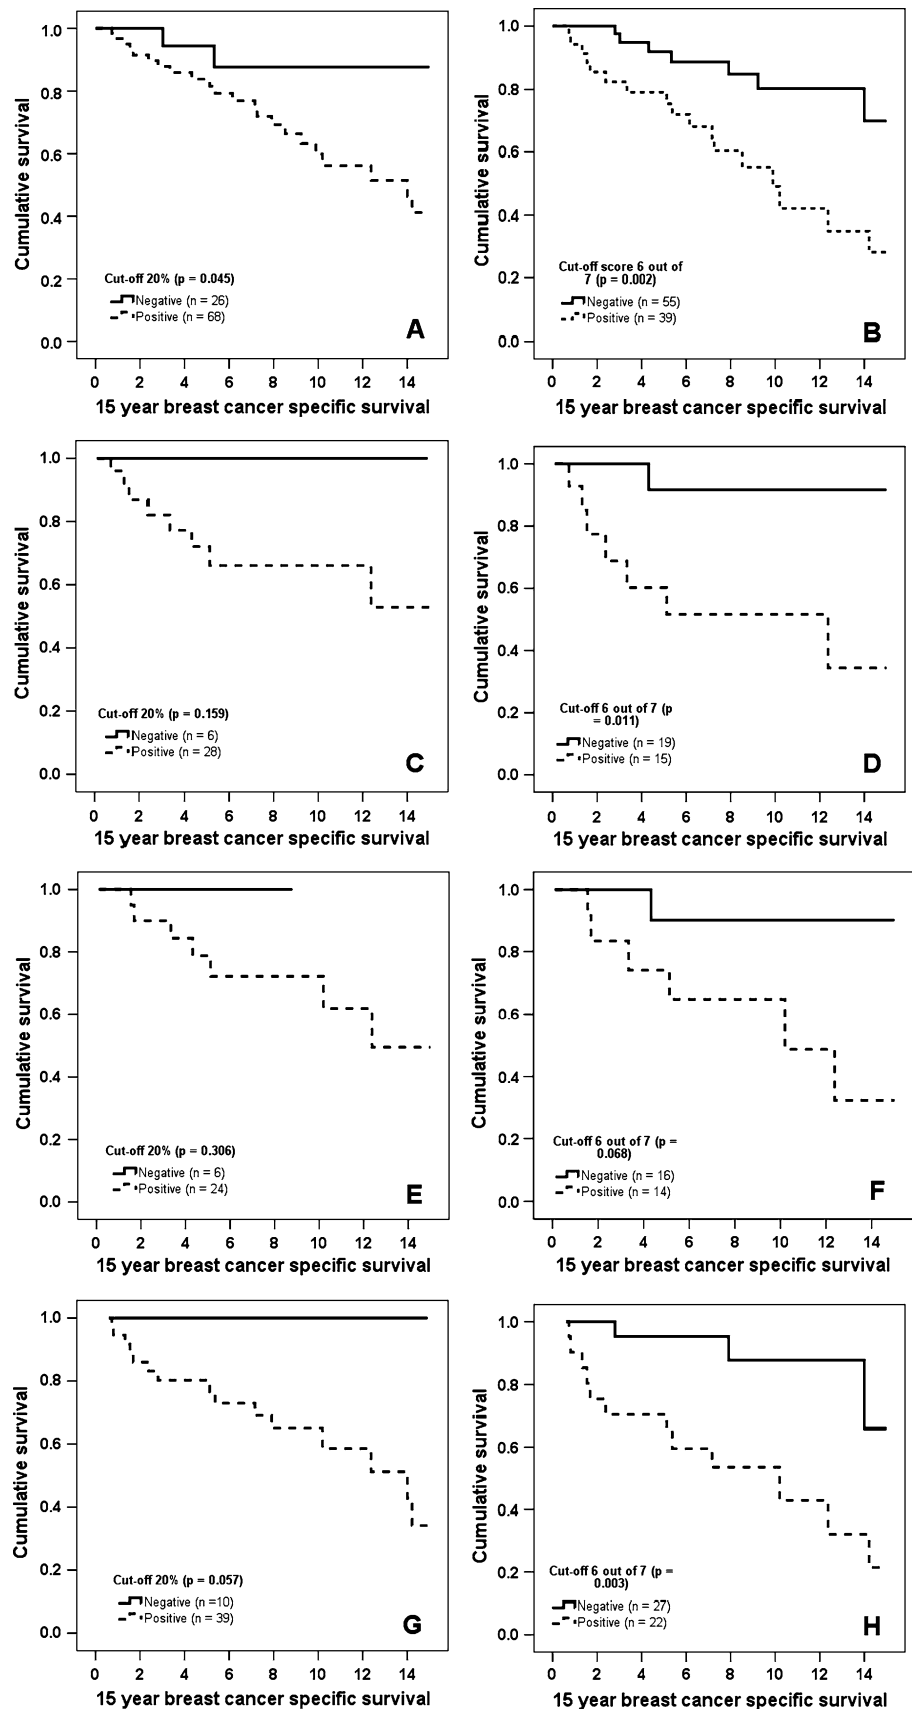 1.0
0.8
0.6
0.4
0.2
0.0
Cumulative survival
Cut-off 20% (p = 0.045)
Negative (n = 26)
Positive (n = 68)
A
0 2 4 6 8 10 12 14
15 year breast cancer specific survival
1.0
0.8
0.6
0.4
0.2
0.0
Cumulative survival
Cut-off score 6 out of
7 (p = 0.002)
Negative (n = 55)
Positive (n = 39)
B
0 2 4 6 8 10 12 14
15 year breast cancer specific survival
1.0
0.8
0.6
0.4
0.2
0.0
Cumulative survival
Cut-off 20% (p = 0.159)
Negative (n = 6)
Positive (n = 28)
C
0 2 4 6 8 10 12 14
15 year breast cancer specific survival
1.0
0.8
0.6
0.4
0.2
0.0
Cumulative survival
Cut-off 6 out of 7 (p
= 0.011)
Negative (n = 19)
Positive (n = 15)
D
0 2 4 6 8 10 12 14
15 year breast cancer specific survival
1.0
0.8
0.6
0.4
0.2
0.0
Cumulative survival
Cut-off 20% (p = 0.306)
Negative (n = 6)
Positive (n = 24)
E
0 2 4 6 8 10 12 14
15 year breast cancer specific survival
1.0
0.8
0.6
0.4
0.2
0.0
Cumulative survival
Cut-off 6 out of 7 (p =
0.068)
Negative (n = 16)
Positive (n = 14)
F
0 2 4 6 8 10 12 14
15 year breast cancer specific survival
1.0
0.8
0.6
0.4
0.2
0.0
Cumulative survival
Cut-off 20% (p = 0.057)
Negative (n =10)
Positive (n = 39)
G
0 2 4 6 8 10 12 14
15 year breast cancer specific survival
1.0
0.8
0.6
0.4
0.2
0.0
Cumulative survival
Cut-off 6 out of 7 (p =
0.003)
Negative (n = 27)
Positive (n = 22)
H
0 2 4 6 8 10 12 14
15 year breast cancer specific survival